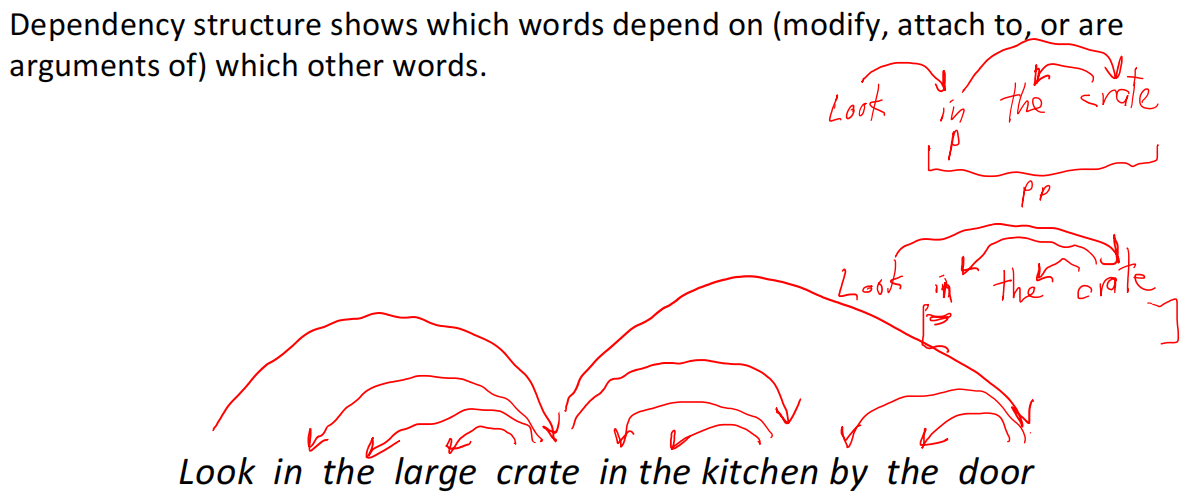 Dependency structure shows which words depend on (modify, attach to, or are
arguments of) which other words.
Look in the crate
P
PP
Look in the crate
Look in the large crate in the kitchen by the door